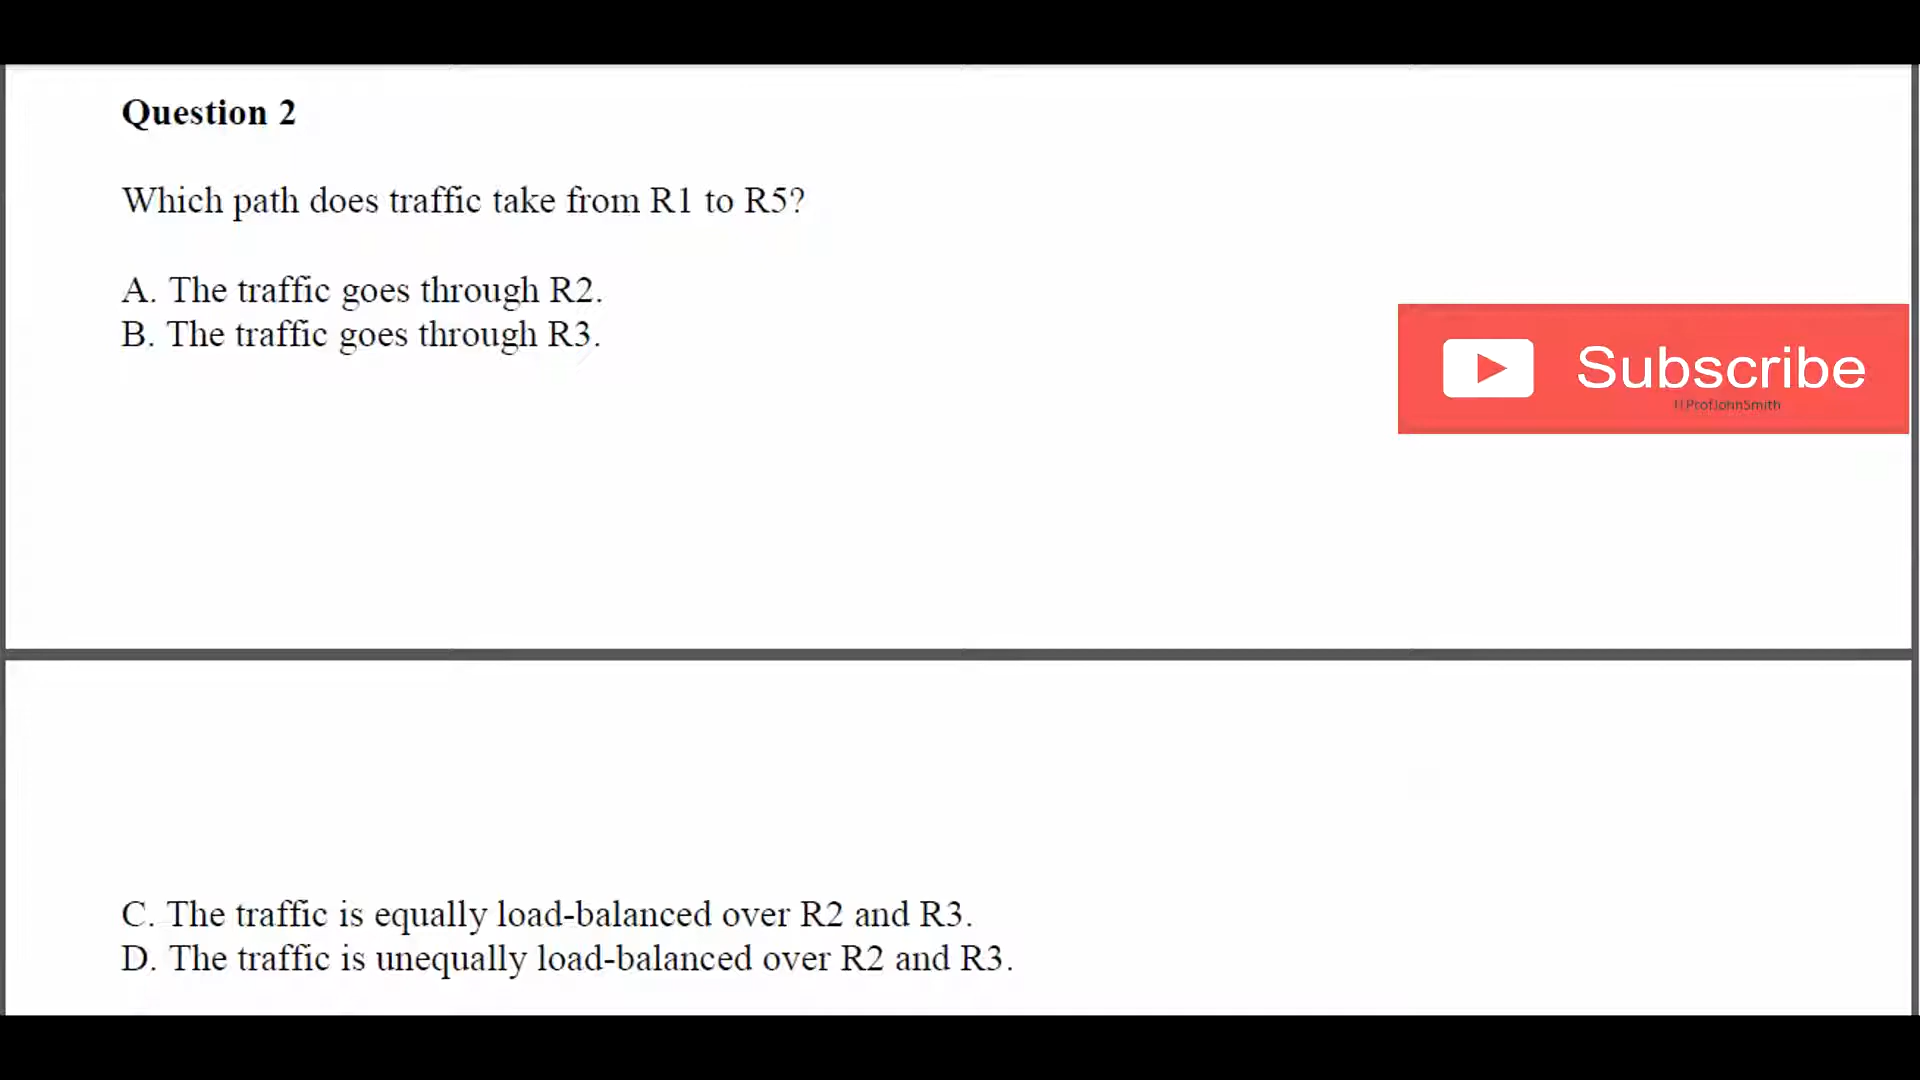 Question 2
Which path does traffic take from R1 to R5?
A. The traffic goes through R2.
B. The traffic goes through R3.
Subscribe
ITProfJohnSmith
C. The traffic is equally load-balanced over R2 and R3.
D. The traffic is unequally load-balanced over R2 and R3.